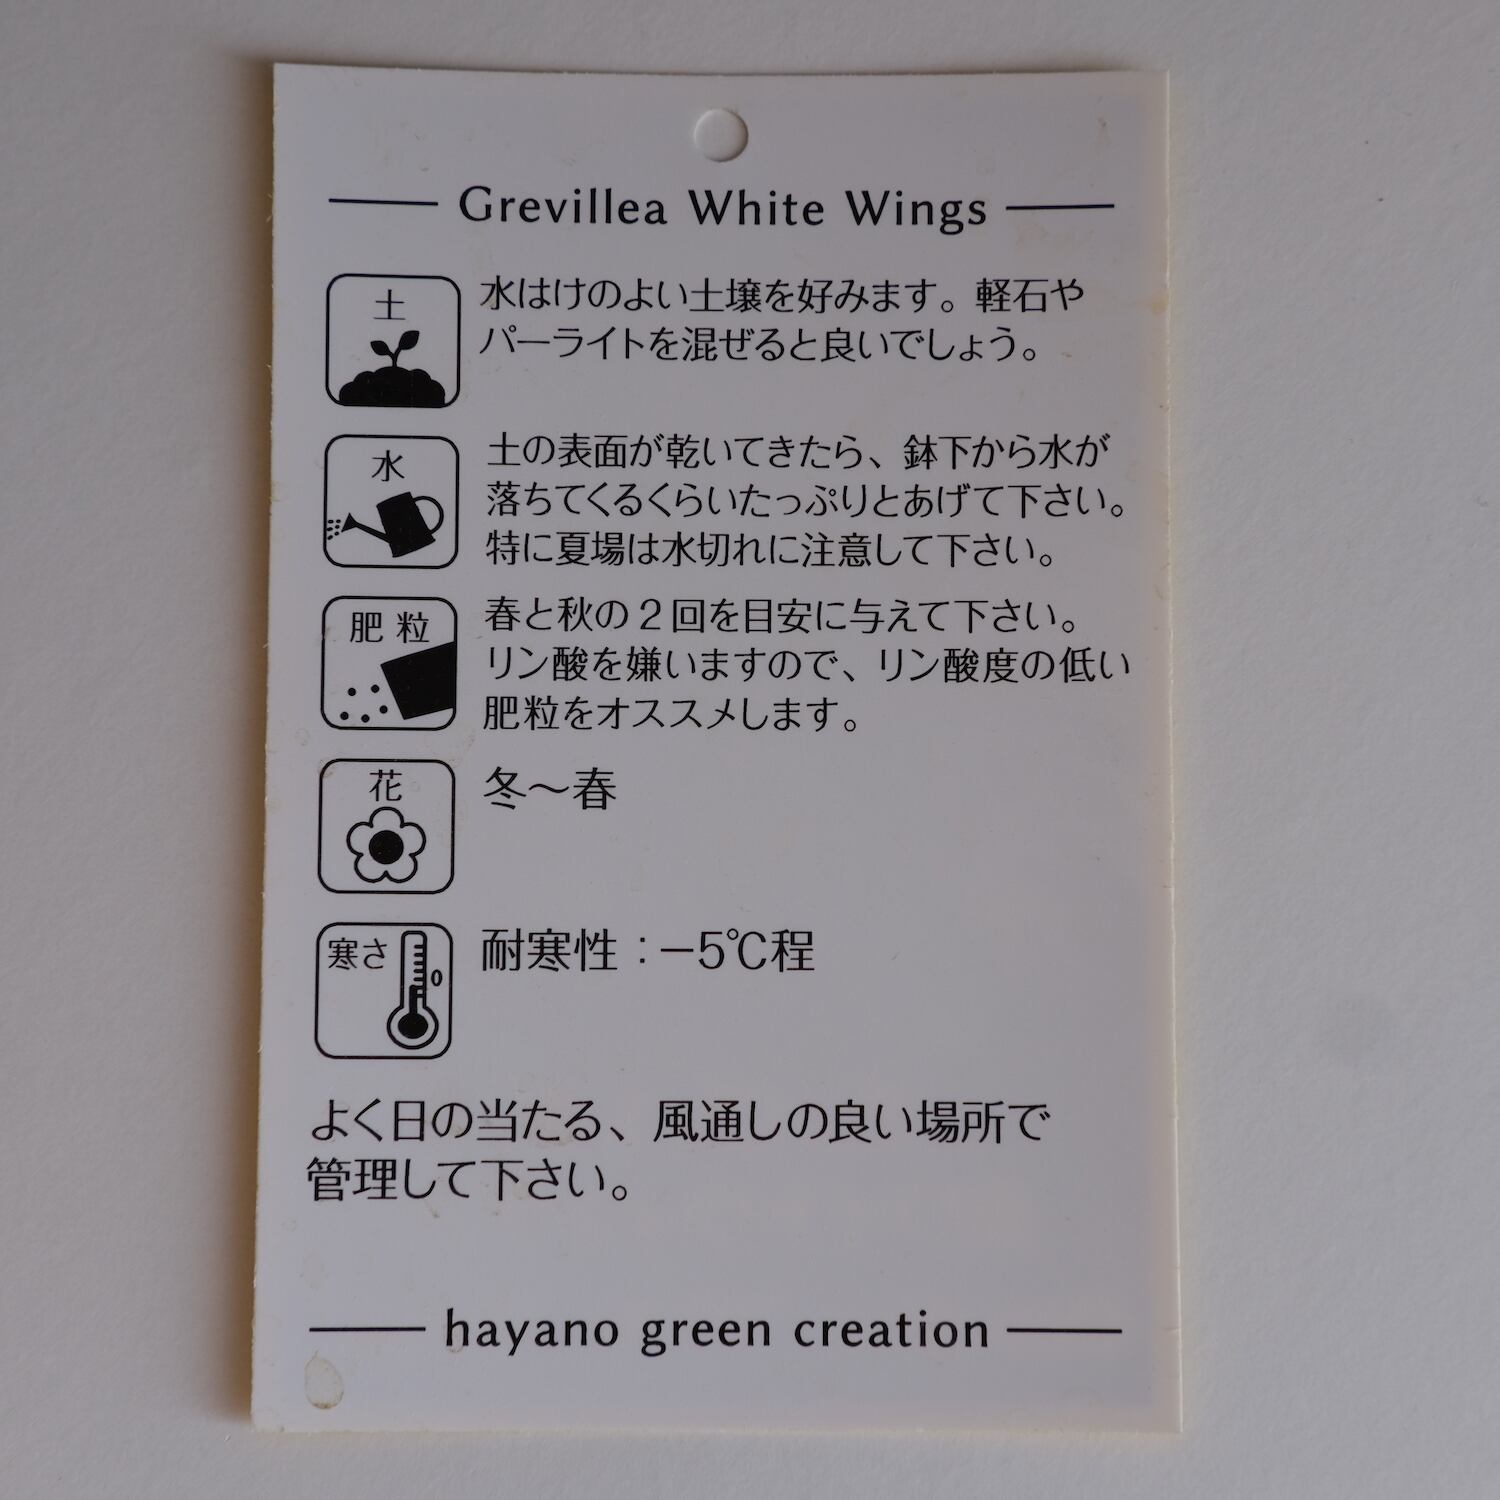 Grevillea White Wings
土
水はけのよい土壌を好みます。軽石や
パーライトを混ぜると良いでしょう。
水
土の表面が乾いてきたら、鉢下から水が
落ちてくるくらいたっぷりとあげて下さい。
特に夏場は水切れに注意して下さい。
肥粒
春と秋の2回を目安に与えて下さい。
リン酸を嫌いますので、リン酸度の低い
肥粒をオススメします。
花
冬〜春
寒さ
0
耐寒性：−5℃程
よく日の当たる、風通しの良い場所で
管理して下さい。
hayano green creation